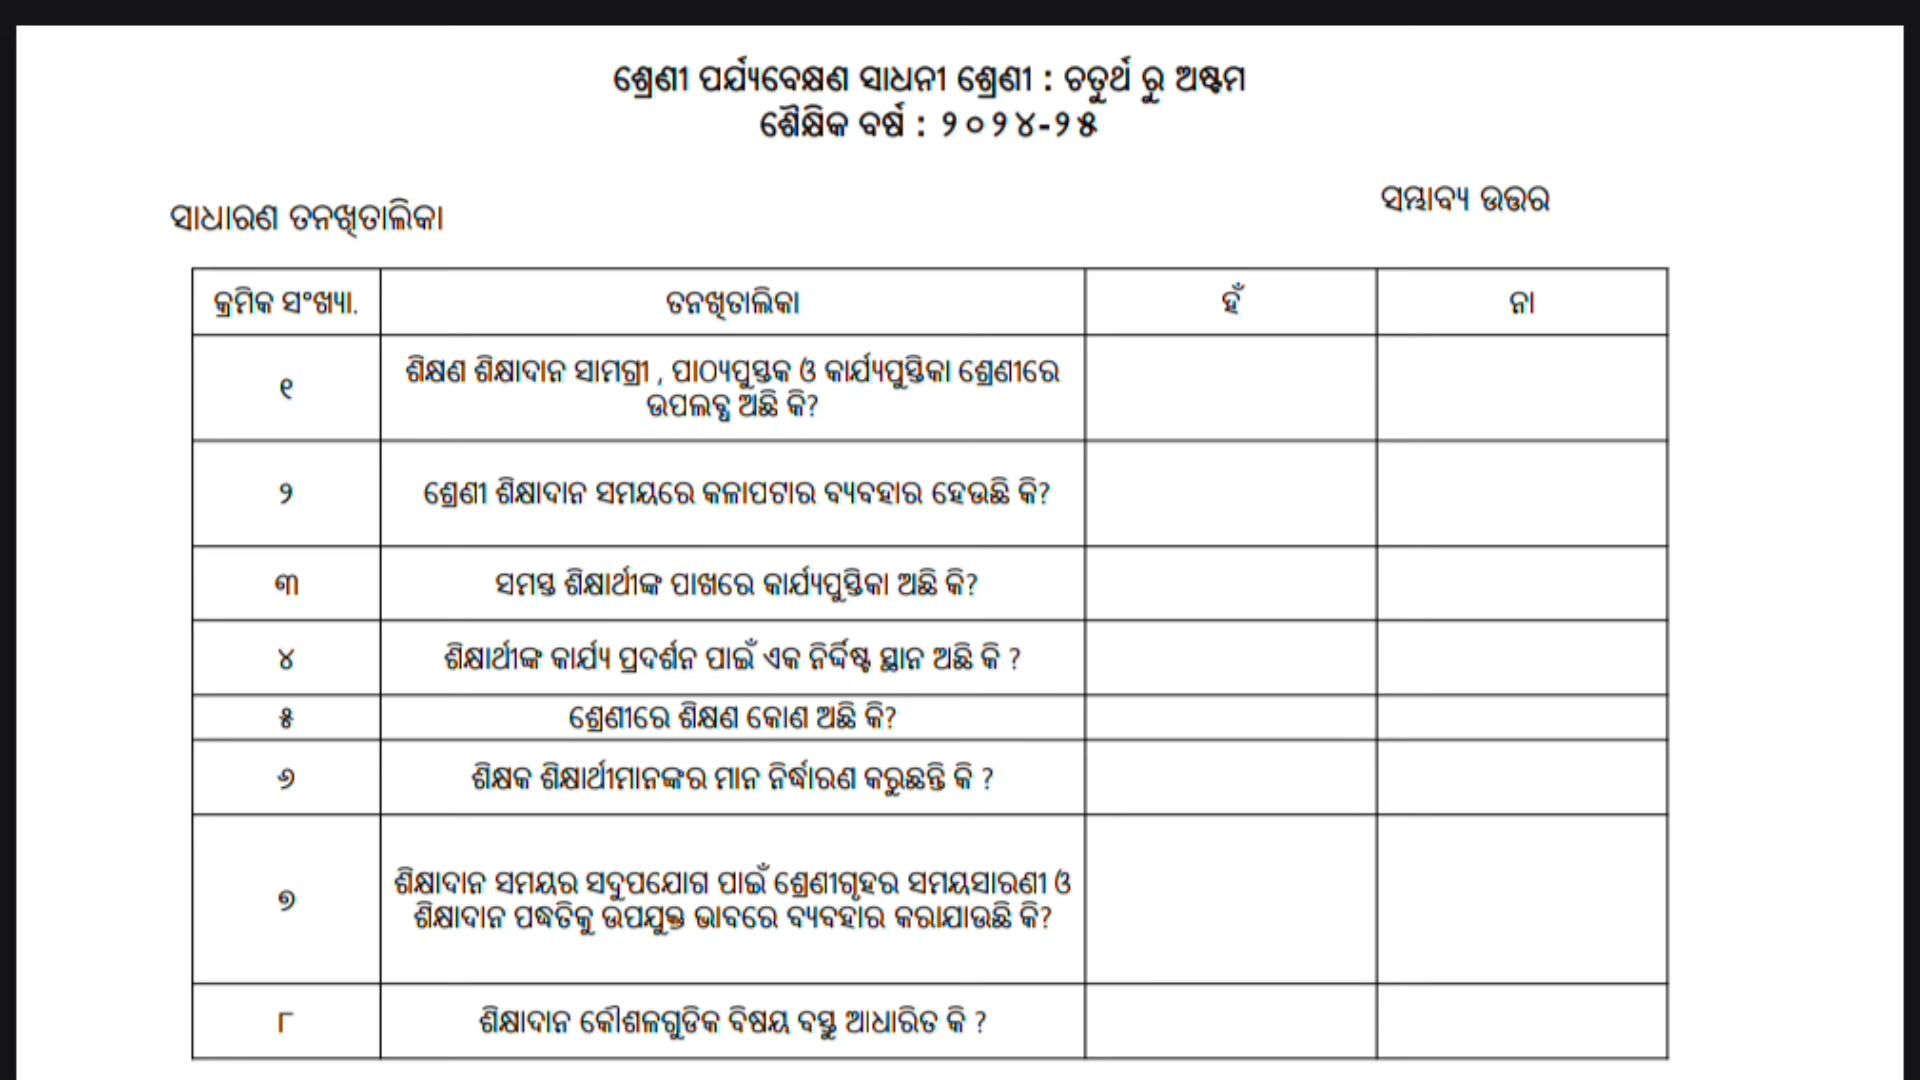 ଶ୍ରେଣୀ ପର୍ଯ୍ୟବେକ୍ଷଣ ସାଧନୀ ଶ୍ରେଣୀ : ଚତୁର୍ଥ ରୁ ଅଷ୍ଟମ
ଶୈକ୍ଷିକ ବର୍ଷ : ୨୦୨୪-୨୫
ସମ୍ଭାବ୍ୟ ଉତ୍ତର
ସାଧାରଣ ତନଖିତାଲିକା
କ୍ରମିକ ସଂଖ୍ୟା. ତନଖିତାଲିକା ହଁ ନା
୧ ଶିକ୍ଷଣ ଶିକ୍ଷାଦାନ ସାମଗ୍ରୀ , ପାଠ୍ୟପୁସ୍ତକ ଓ କାର୍ଯ୍ୟପୁସ୍ତିକା ଶ୍ରେଣୀରେ
ଉପଲବ୍ଧ ଅଛି କି?
୨ ଶ୍ରେଣୀ ଶିକ୍ଷାଦାନ ସମୟରେ କଳାପଟାର ବ୍ୟବହାର ହେଉଛି କି?
୩ ସମସ୍ତ ଶିକ୍ଷାର୍ଥୀଙ୍କ ପାଖରେ କାର୍ଯ୍ୟପୁସ୍ତିକା ଅଛି କି?
୪ ଶିକ୍ଷାର୍ଥୀଙ୍କ କାର୍ଯ୍ୟ ପ୍ରଦର୍ଶନ ପାଇଁ ଏକ ନିର୍ଦ୍ଦିଷ୍ଟ ସ୍ଥାନ ଅଛି କି ?
୫ ଶ୍ରେଣୀରେ ଶିକ୍ଷଣ କୋଣ ଅଛି କି?
୬ ଶିକ୍ଷକ ଶିକ୍ଷାର୍ଥୀମାନଙ୍କର ମାନ ନିର୍ଦ୍ଧାରଣ କରୁଛନ୍ତି କି ?
୭ ଶିକ୍ଷାଦାନ ସମୟର ସଦୁପଯୋଗ ପାଇଁ ଶ୍ରେଣୀଗୃହର ସମୟସାରଣୀ ଓ
ଶିକ୍ଷାଦାନ ପଦ୍ଧତିକୁ ଉପଯୁକ୍ତ ଭାବରେ ବ୍ୟବହାର କରାଯାଉଛି କି?
୮ ଶିକ୍ଷାଦାନ କୌଶଳଗୁଡିକ ବିଷୟ ବସ୍ତୁ ଆଧାରିତ କି ?